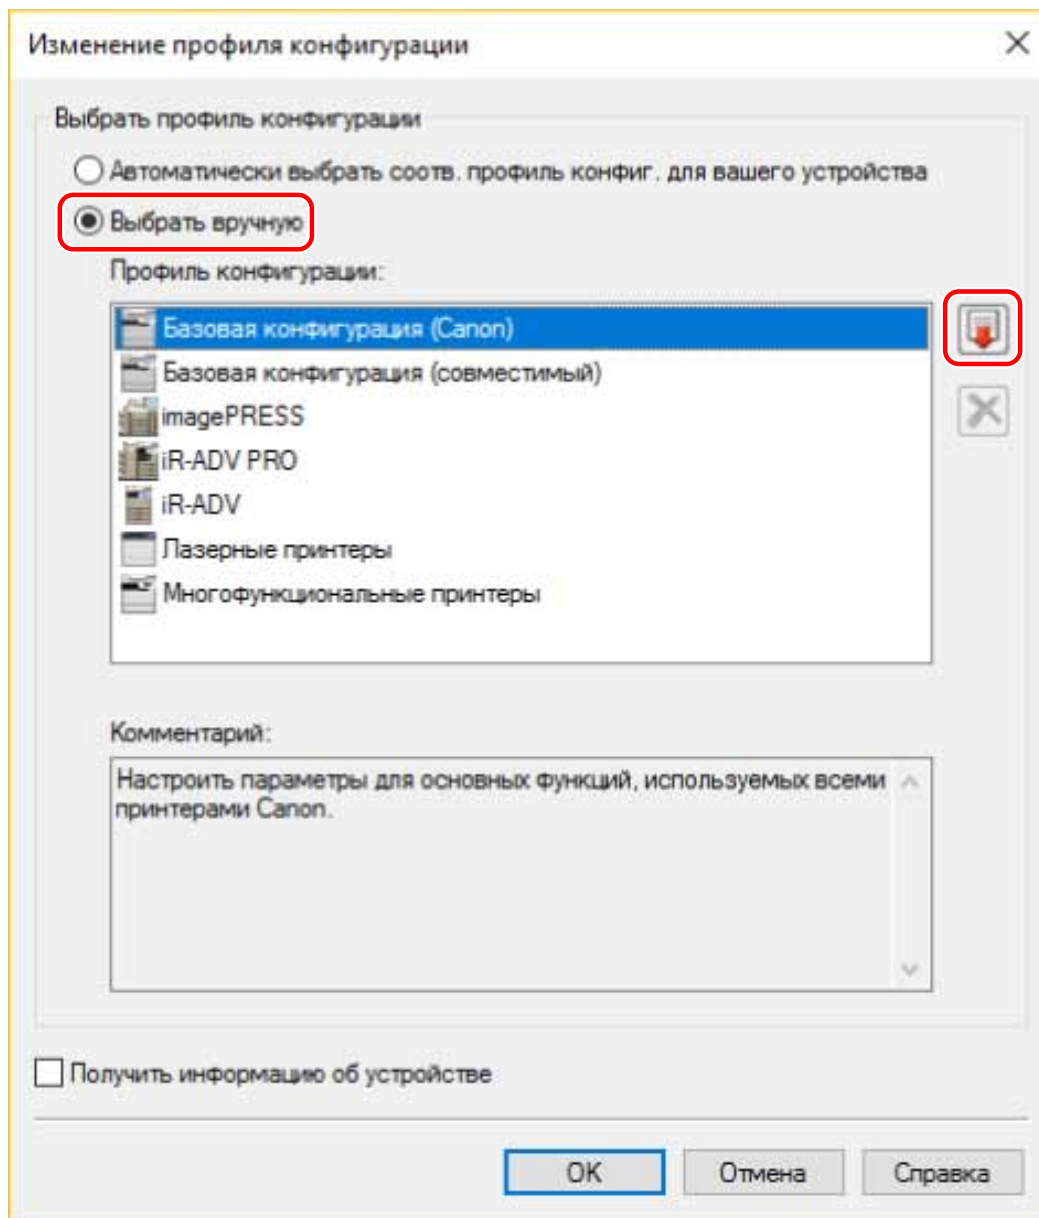 Изменение профиля конфигурации
Выбрать профиль конфигурации
Автоматически выбрать соотв. профиль конфиг. для вашего устройства
Выбрать вручную
Профиль конфигурации:
Базовая конфигурация (Canon)
Базовая конфигурация (совместимый)
imagePRESS
iR-ADV PRO
iR-ADV
Лазерные принтеры
Многофункциональные принтеры
Комментарий:
Настроить параметры для основных функций, используемых всеми
принтерами Canon.
Получить информацию об устройстве
OK
Отмена
Справка